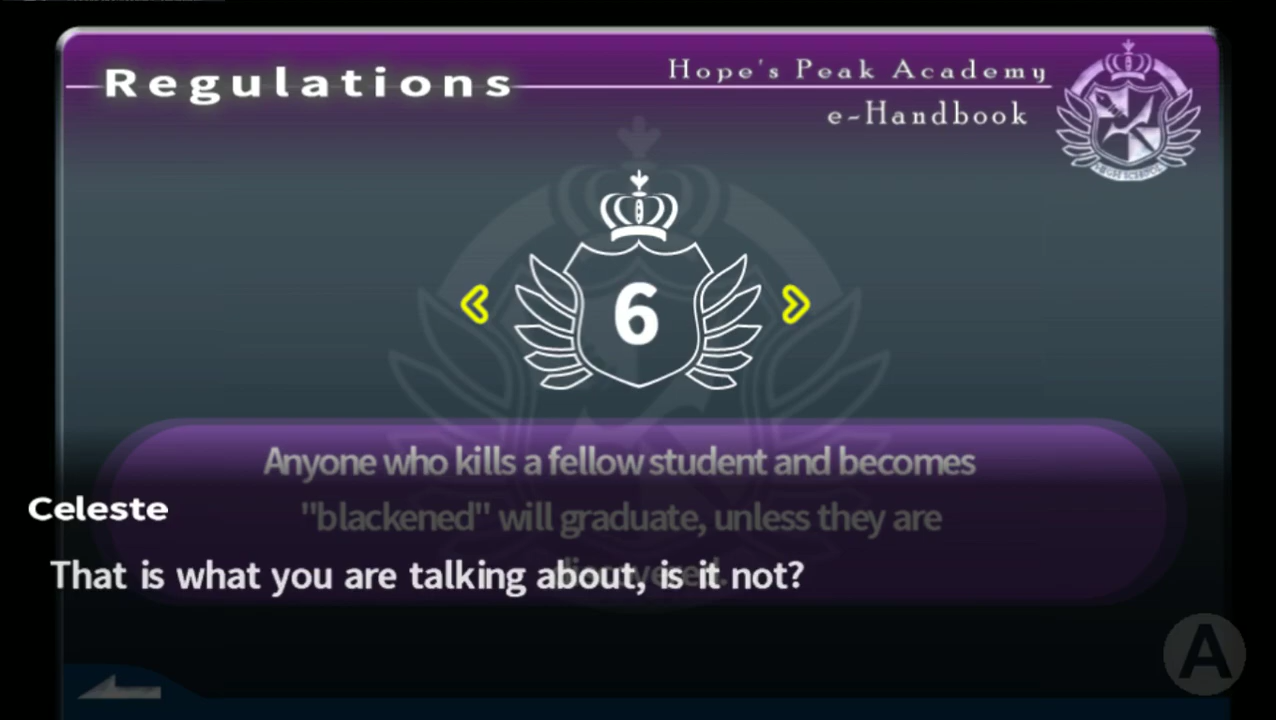 Regulations
Hope's Peak Academy
e-Handbook
6
Anyone who kills a fellow student and becomes
"blackened" will graduate, unless they are
Celeste
That is what you are talking about, is it not?
A